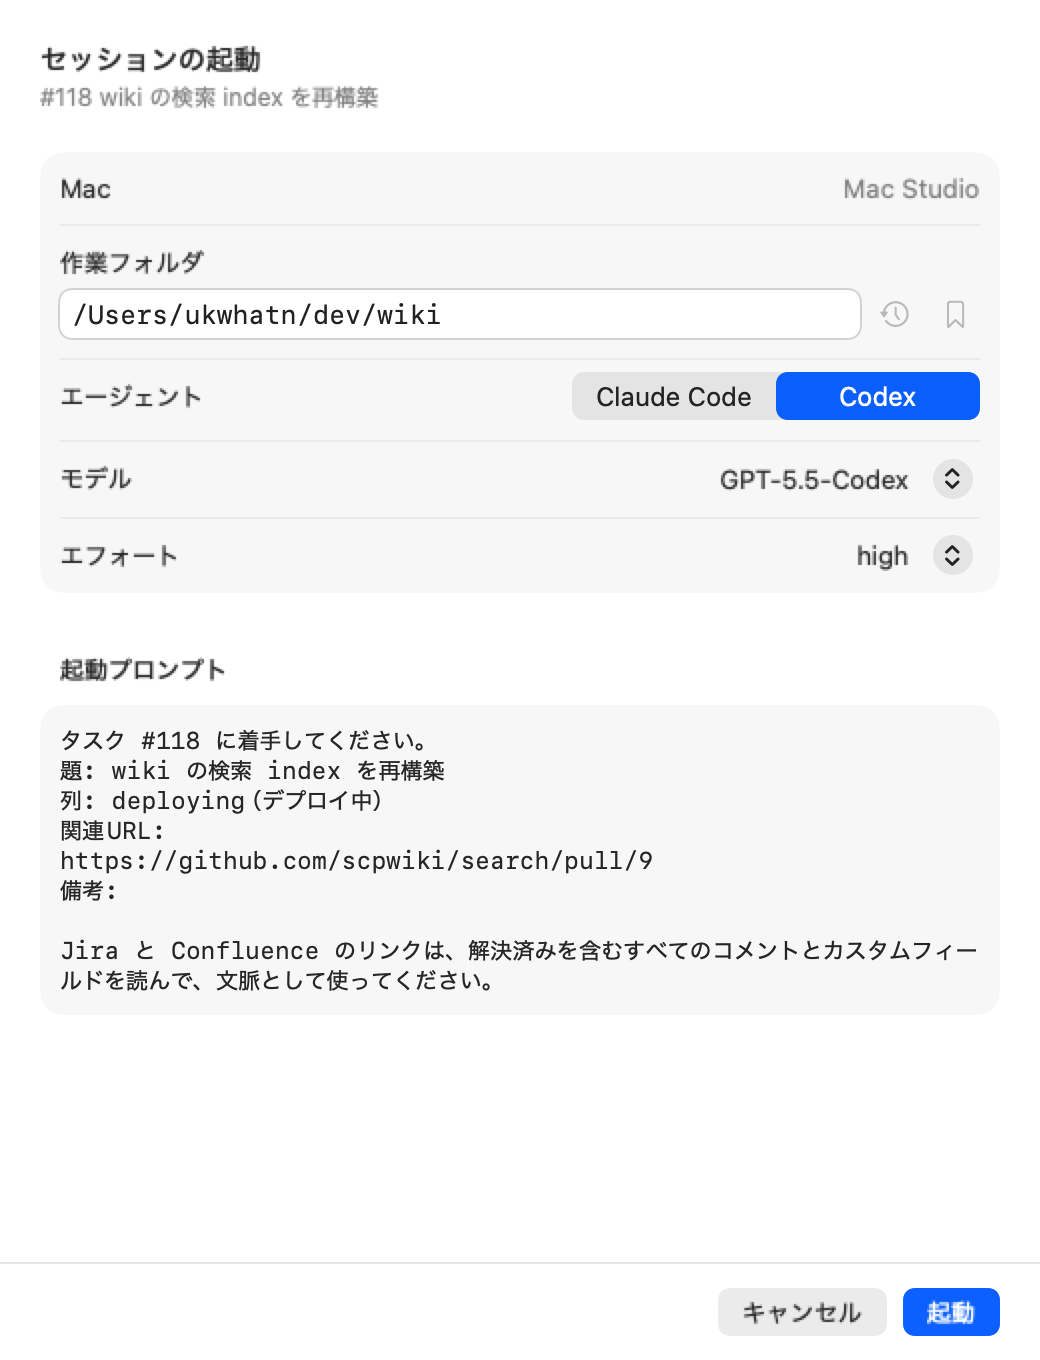 セッションの起動
#118 wiki の検索 index を再構築
Mac
Mac Studio
作業フォルダ
/Users/ukwhatn/dev/wiki
エージェント
Claude Code
Codex
モデル
GPT-5.5-Codex
エフォート
high
起動プロンプト
タスク #118 に着手してください。
題: wiki の検索 index を再構築
列: deploying(デプロイ中)
関連URL:
https://github.com/scpwiki/search/pull/9
備考:
Jira と Confluence のリンクは、解決済みを含むすべてのコメントとカスタムフィー
ルドを読んで、文脈として使ってください。
キャンセル
起動